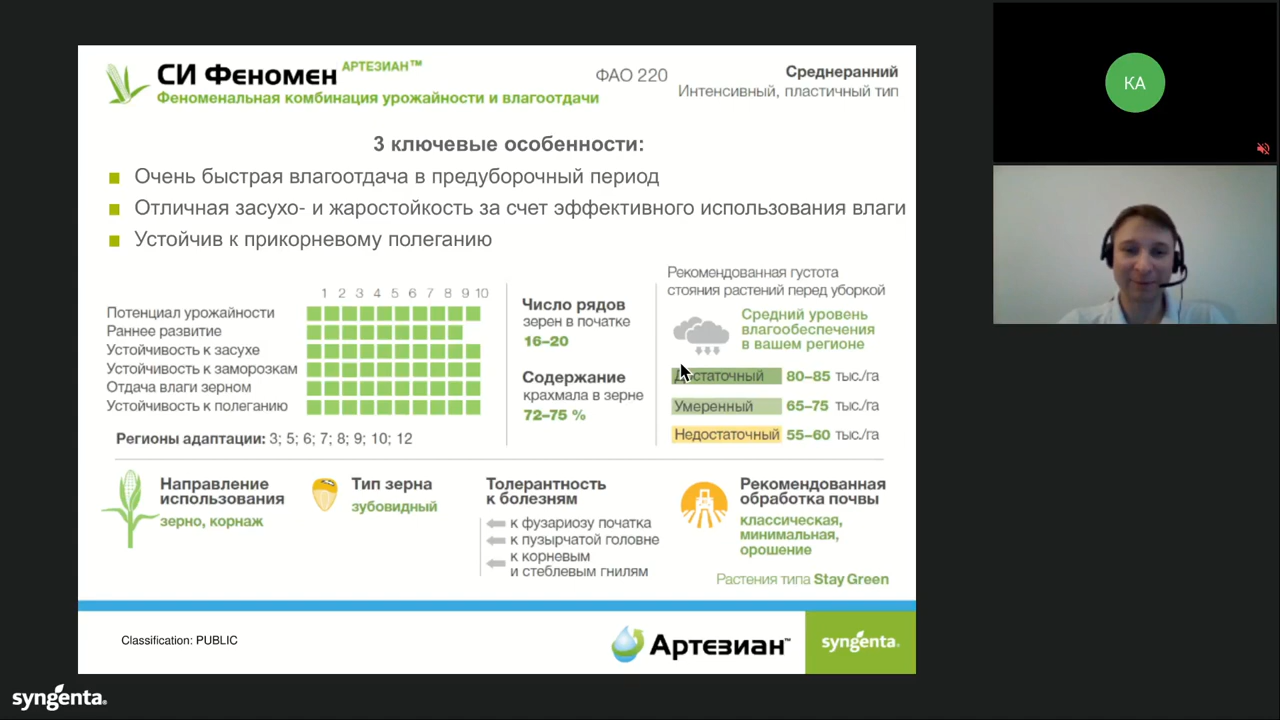 СИ Феномен АРТЕЗИАН™
Феноменальная комбинация урожайности и влагоотдачи
ФАО 220
Среднеранний
Интенсивный, пластичный тип
3 ключевые особенности:
Очень быстрая влагоотдача в предуборочный период
Отличная засухо- и жаростойкость за счет эффективного использования влаги
Устойчив к прикорневому полеганию
1 2 3 4 5 6 7 8 9 10
Потенциал урожайности
Раннее развитие
Устойчивость к засухе
Устойчивость к заморозкам
Отдача влаги зерном
Устойчивость к полеганию
Регионы адаптации: 3; 5; 6; 7; 8; 9; 10; 12
Число рядов
зерен в початке
16–20
Содержание
крахмала в зерне
72–75 %
Рекомендованная густота
стояния растений перед уборкой
Средний уровень
влагообеспечения
в вашем регионе
Достаточный 80–85 тыс./га
Умеренный 65–75 тыс./га
Недостаточный 55–60 тыс./га
Направление
использования
зерно, корнаж
Тип зерна
зубовидный
Толерантность
к болезням
к фузариозу початка
к пузырчатой головне
к корневым
и стеблевым гнилям
Рекомендованная
обработка почвы
классическая,
минимальная,
орошение
Растения типа Stay Green
Classification: PUBLIC
Артезиан™
syngenta®
КА
syngenta®